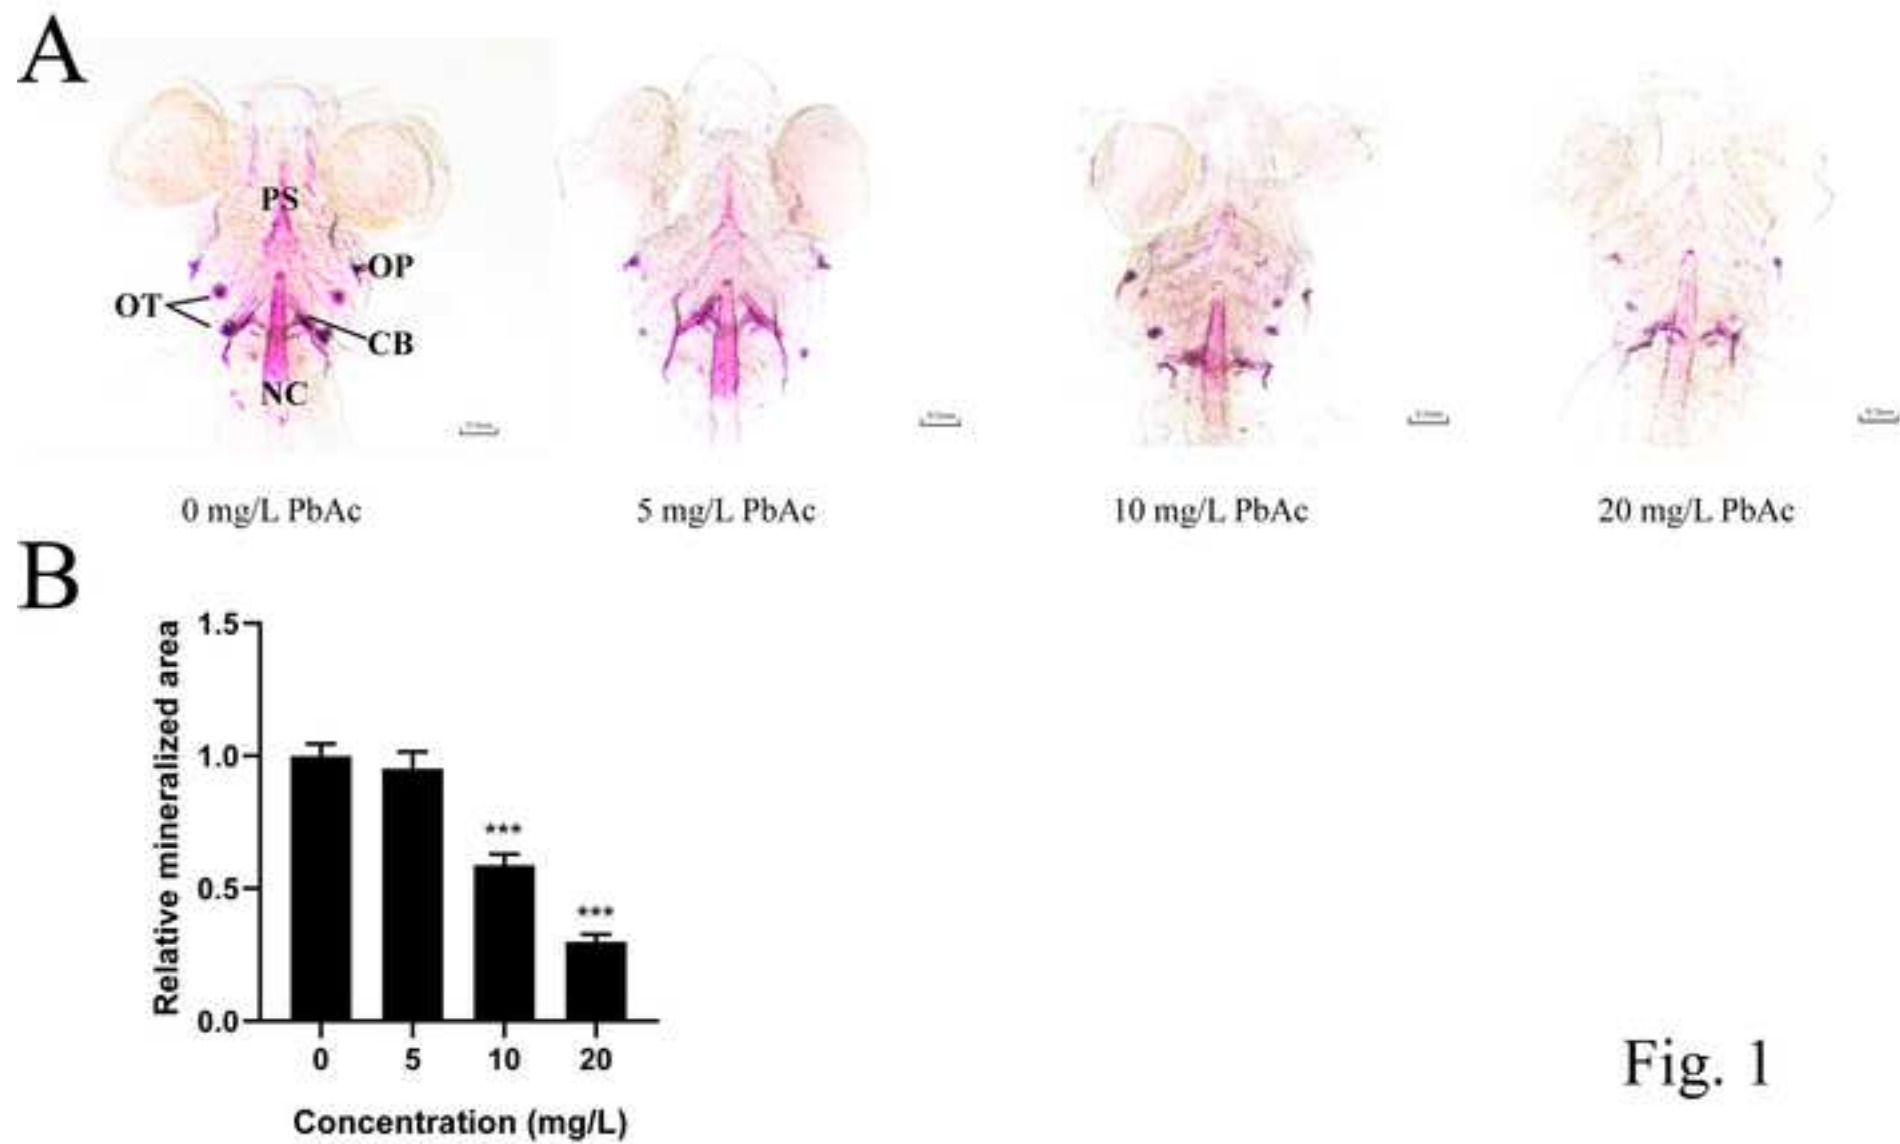 A
PS
OP
OT
CB
NC
0 mg/L PbAc
5 mg/L PbAc
10 mg/L PbAc
20 mg/L PbAc
B
Relative mineralized area
1.5
1.0
0.5
0.0
***
***
0
5
10
20
Concentration (mg/L)
Fig. 1